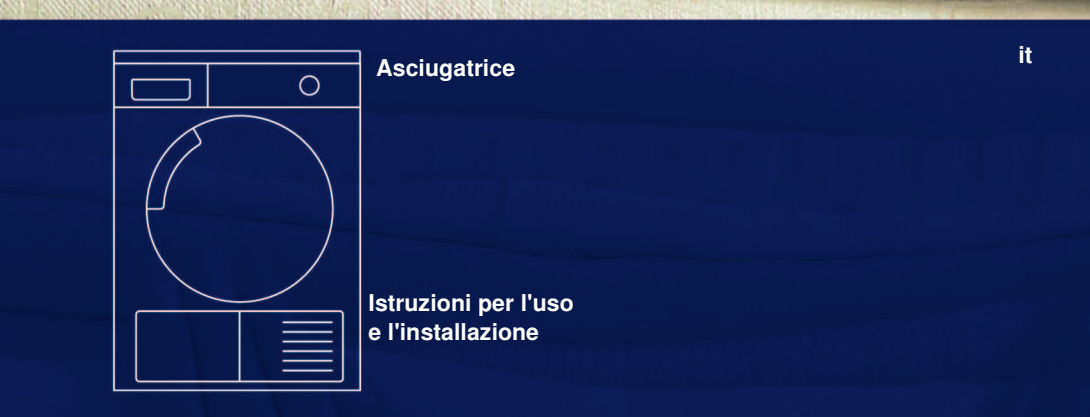 Asciugatrice
it
Istruzioni per l'uso
e l'installazione